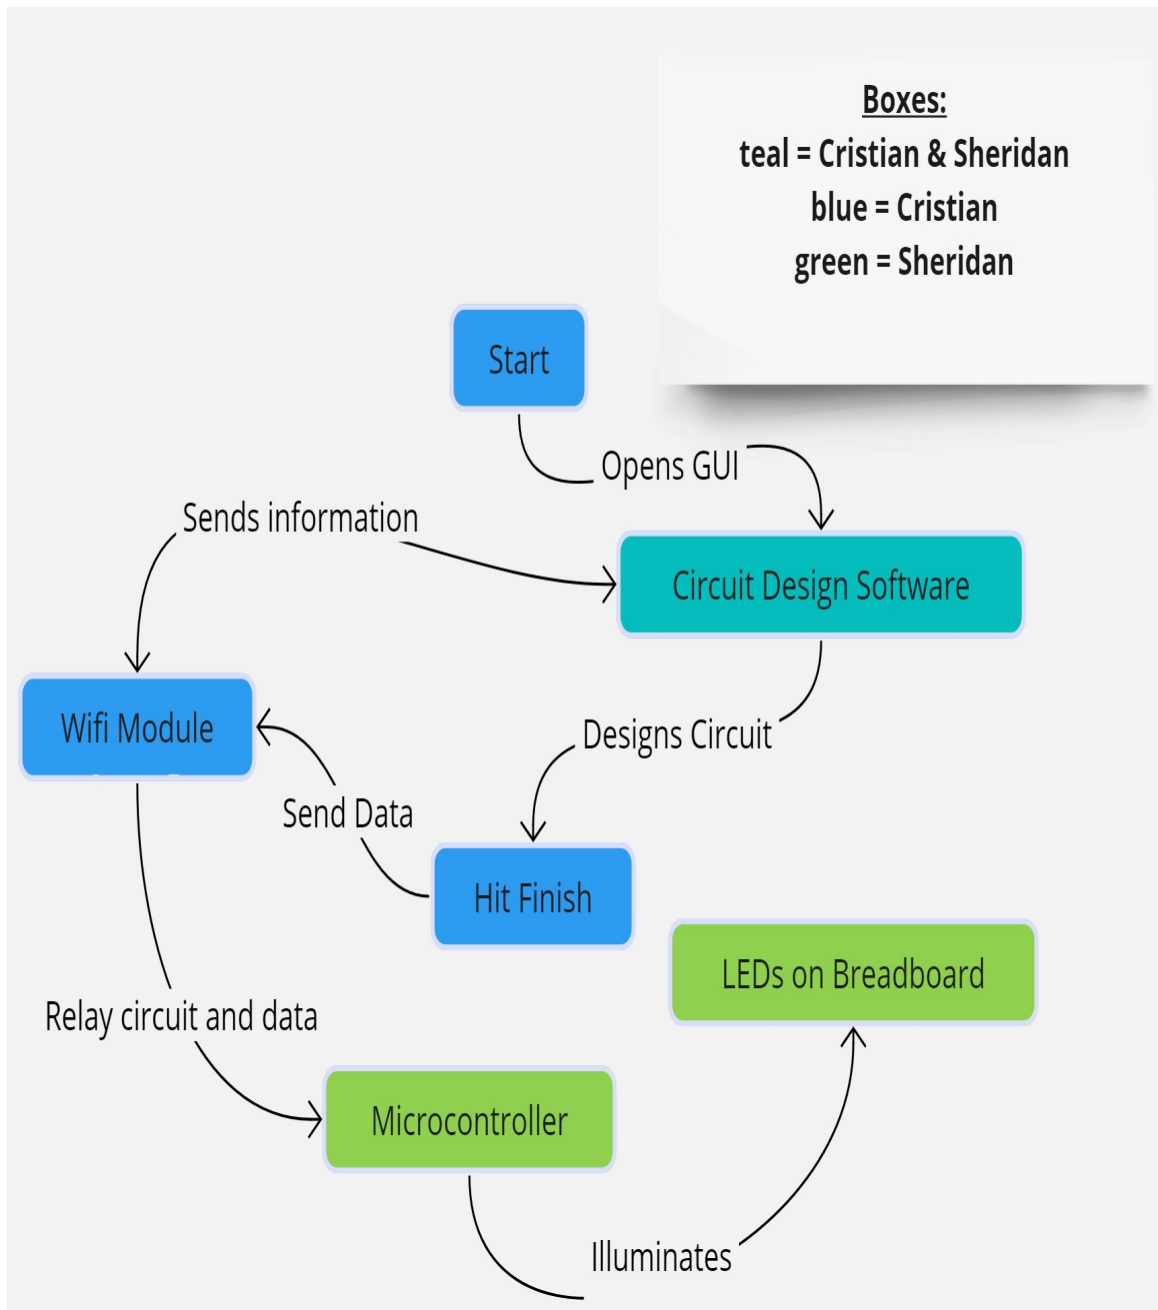 Boxes:
teal = Cristian & Sheridan
blue = Cristian
green = Sheridan
Start
Opens GUI
Sends information
Circuit Design Software
Wifi Module
Designs Circuit
Send Data
Hit Finish
LEDs on Breadboard
Relay circuit and data
Microcontroller
Illuminates